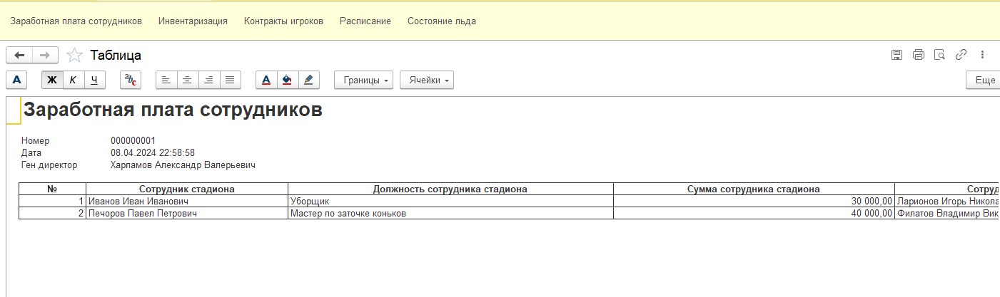 Заработная плата сотрудников Инвентаризация Контракты игроков Расписание Состояние льда
Таблица
А Ж К Ч abc А Границы Ячейки Еще
Заработная плата сотрудников
Номер 000000001
Дата 08.04.2024 22:58:58
Ген директор Харламов Александр Валерьевич
№ Сотрудник стадиона Должность сотрудника стадиона Сумма сотрудника стадиона Сотруд
1 Иванов Иван Иванович Уборщик 30 000,00 Ларионов Игорь Никола
2 Печоров Павел Петрович Мастер по заточке коньков 40 000,00 Филатов Владимир Вик